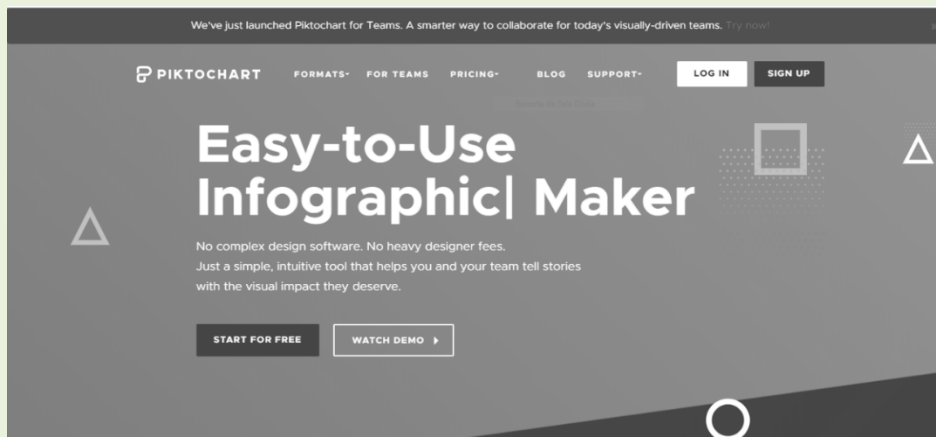 We've just launched Piktochart for Teams. A smarter way to collaborate for today's visually-driven teams. Try now!
PIKTOCHART FORMATS FOR TEAMS PRICING BLOG SUPPORT LOG IN SIGN UP
Easy-to-Use
Infographic| Maker
No complex design software. No heavy designer fees.
Just a simple, intuitive tool that helps you and your team tell stories
with the visual impact they deserve.
START FOR FREE WATCH DEMO